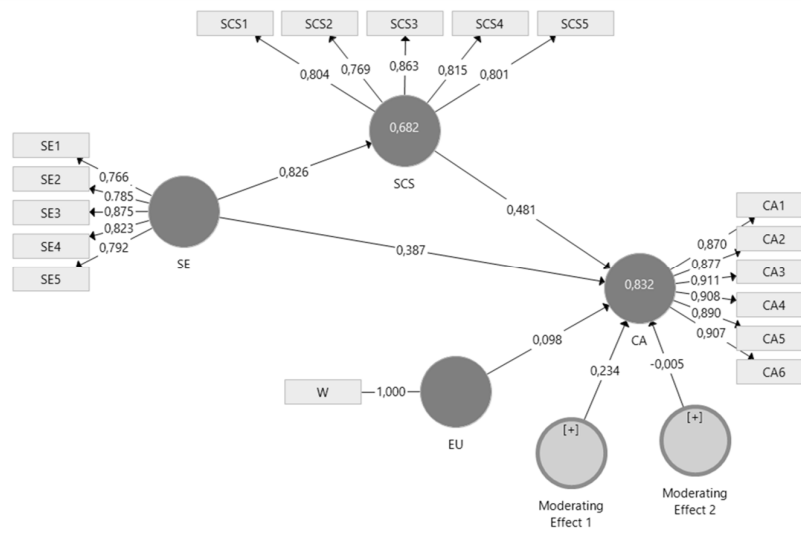 SCS1
SCS2
SCS3
SCS4
SCS5
0,804
0,769
0,863
0,815
0,801
0,682
SCS
SE1
SE2
SE3
SE4
SE5
0,766
0,785
0,875
0,823
0,792
SE
0,826
0,481
0,387
0,832
CA
0,870
0,877
0,911
0,908
0,890
0,907
CA1
CA2
CA3
CA4
CA5
CA6
0,098
W
1,000
EU
0,234
-0,005
[+]
Moderating
Effect 1
[+]
Moderating
Effect 2